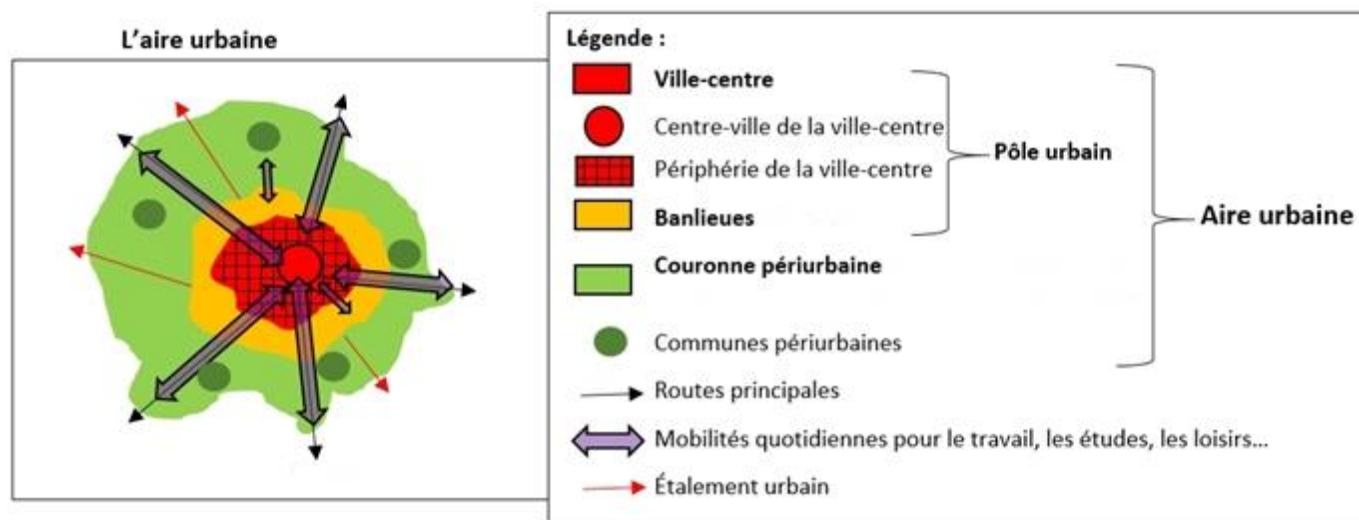 L'aire urbaine
Légende :
Ville-centre
Centre-ville de la ville-centre
Périphérie de la ville-centre
Banlieues
Pôle urbain
Couronne périurbaine
Communes périurbaines
Aire urbaine
Routes principales
Mobilités quotidiennes pour le travail, les études, les loisirs...
Étalement urbain